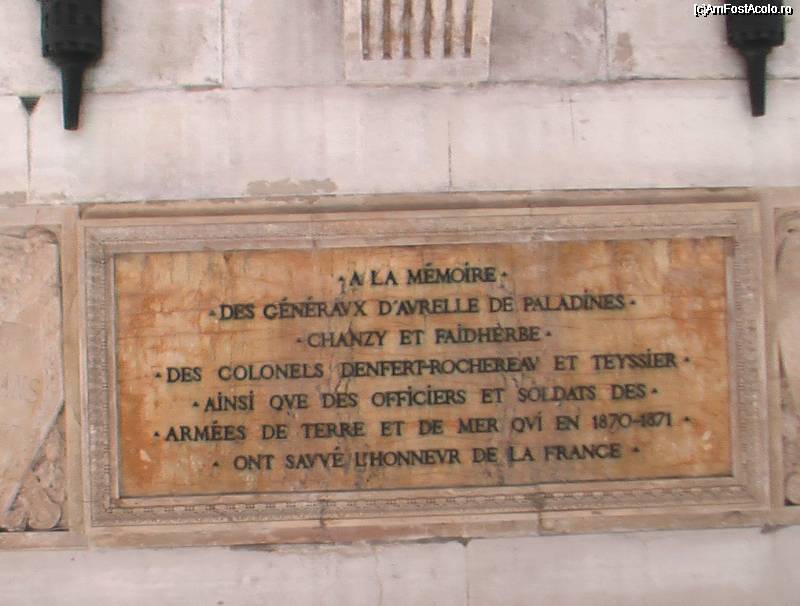 (c)AmFostAcolo.ro
· A LA MÉMOIRE ·
· DES GÉNÉRAVX D'AVRELLE DE PALADINES ·
· CHANZY ET FAIDHERBE ·
· DES COLONELS DENFERT-ROCHEREAV ET TEYSSIER ·
· AINSI QVE DES OFFICIERS ET SOLDATS DES ·
· ARMÉES DE TERRE ET DE MER QVI EN 1870-1871 ·
· ONT SAVVÉ L'HONNEVR DE LA FRANCE ·